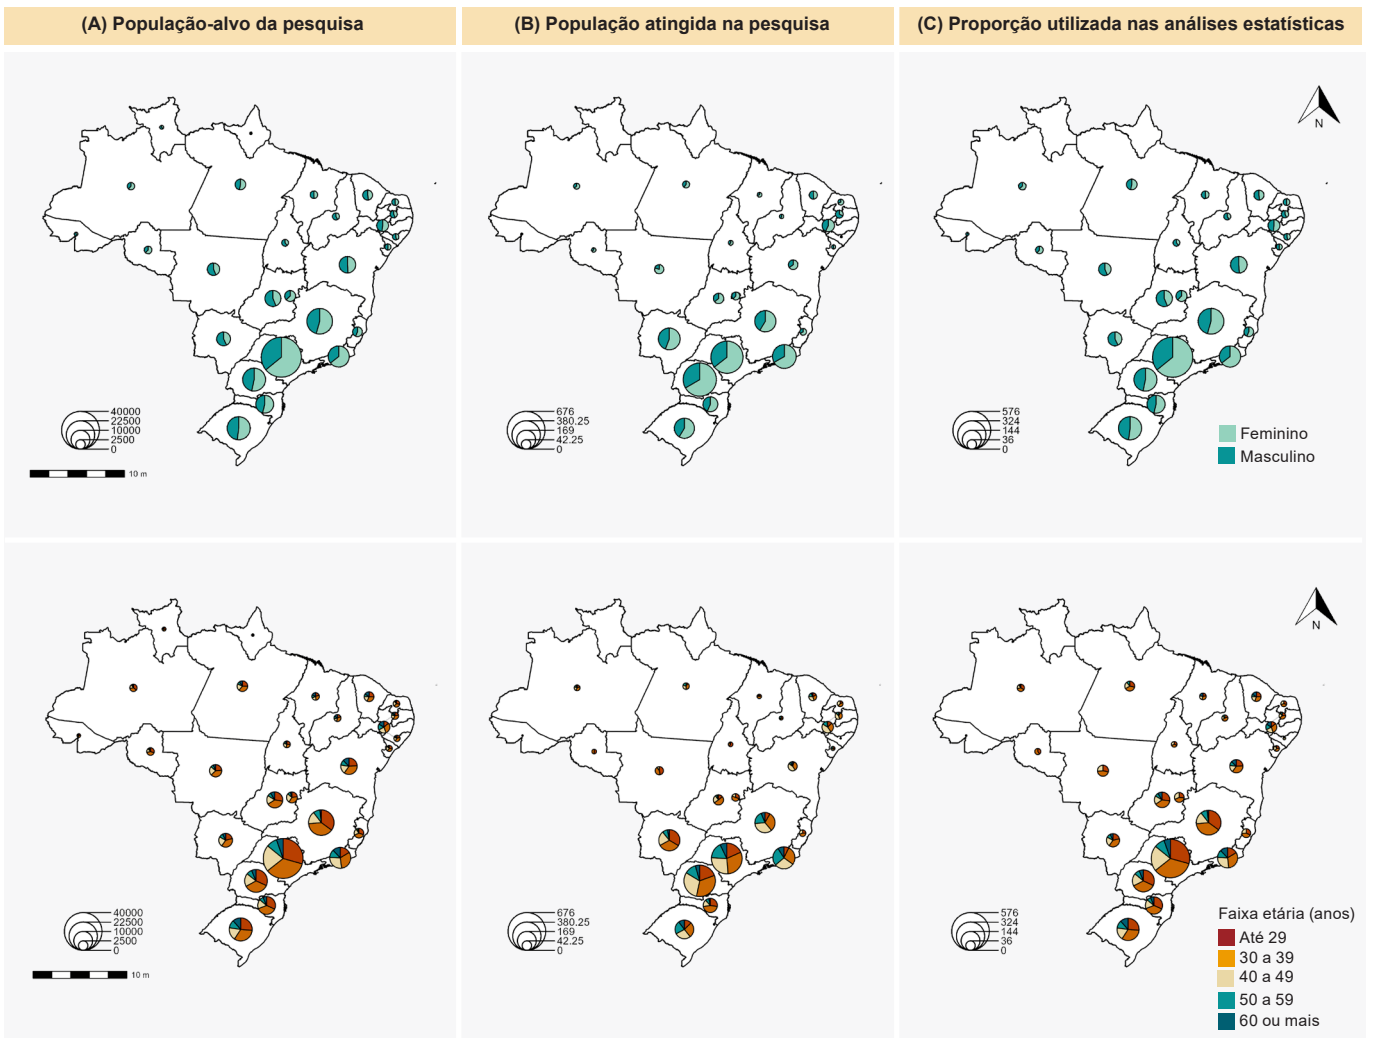 (A) População-alvo da pesquisa
(B) População atingida na pesquisa
(C) Proporção utilizada nas análises estatísticas
N
40000
22500
10000
2500
0
10 m
676
380.25
169
42.25
0
576
324
144
36
0
Feminino
Masculino
N
40000
22500
10000
2500
0
10 m
676
380.25
169
42.25
0
576
324
144
36
0
Faixa etária (anos)
Até 29
30 a 39
40 a 49
50 a 59
60 ou mais